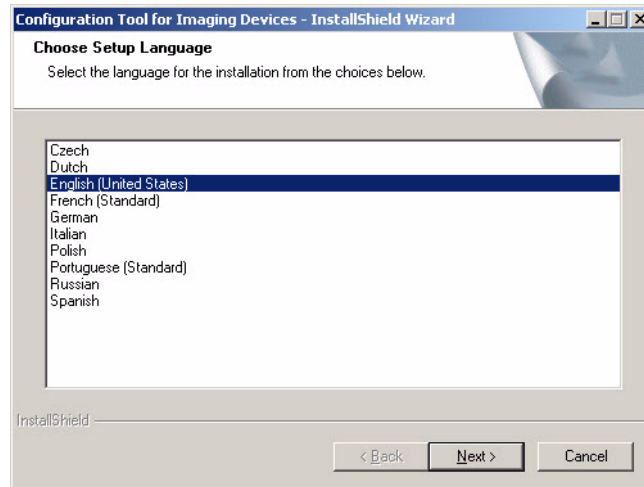 Configuration Tool for Imaging Devices - InstallShield Wizard
Choose Setup Language
Select the language for the installation from the choices below.
Czech
Dutch
English (United States)
French (Standard)
German
Italian
Polish
Portuguese (Standard)
Russian
Spanish
InstallShield
< Back
Next >
Cancel